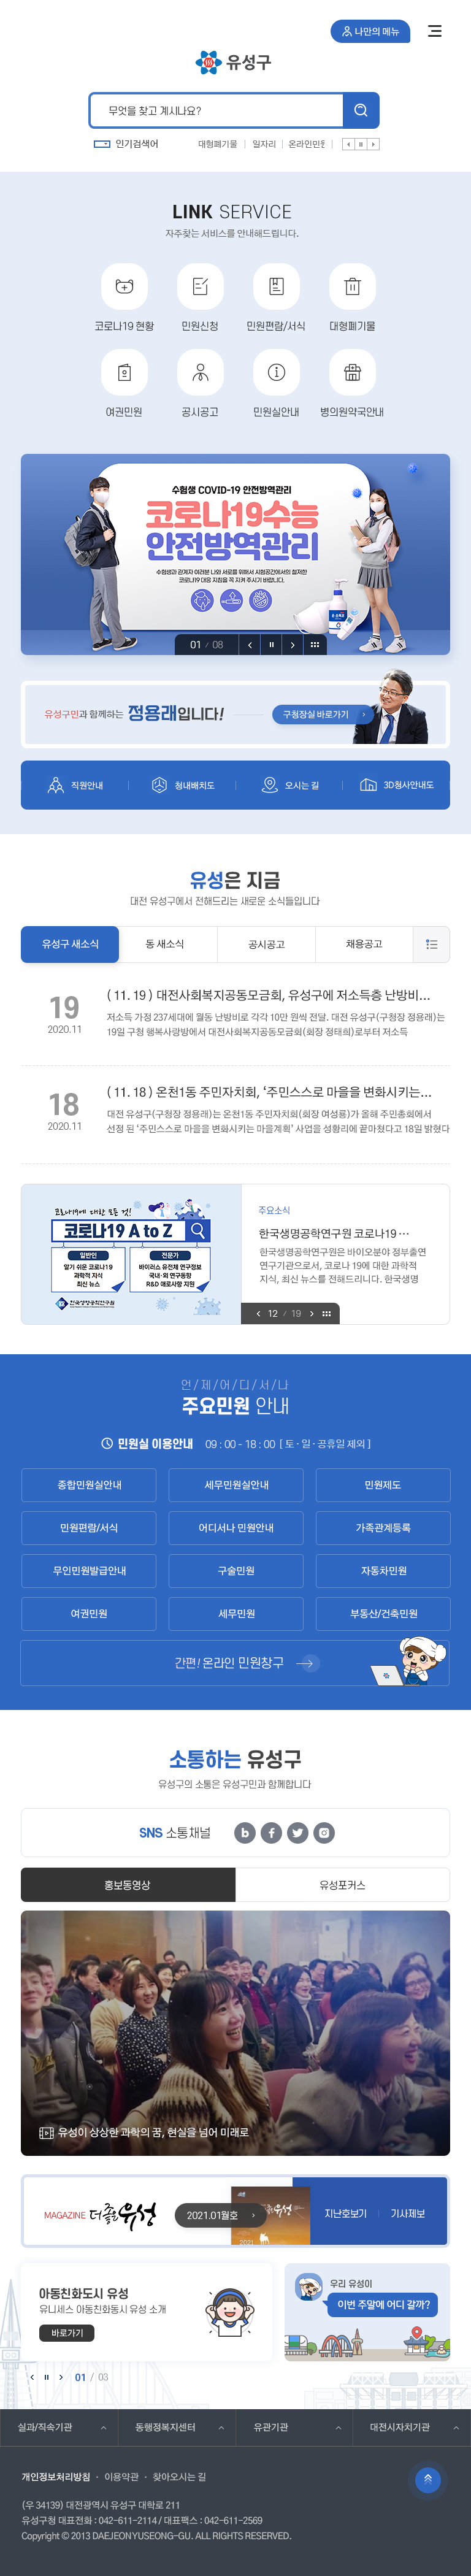 나만의 메뉴
유성구
무엇을 찾고 계시나요?
인기검색어 대형폐기물 일자리 온라인민원
LINK SERVICE
자주찾는 서비스를 안내해드립니다.
코로나19 현황 민원신청 민원편람/서식 대형폐기물
여권민원 공시공고 민원실안내 병의원약국안내
수험생 COVID-19 안전방역관리
코로나19수능
안전방역관리
수험생과 관계자 여러분은 나와 모두를 위해서 시험공간에서의 철저한
코로나19 대응 지침을 꼭 지켜 주시기 바랍니다.
01 / 08
유성구민과 함께하는 정용래입니다!
구청장실 바로가기
직원안내 청내배치도 오시는 길 3D청사안내도
유성은 지금
대전 유성구에서 전해드리는 새로운 소식들입니다
유성구 새소식 동 새소식 공시공고 채용공고
19
2020.11
( 11. 19 ) 대전사회복지공동모금회, 유성구에 저소득층 난방비...
저소득 가정 237세대에 월동 난방비로 각각 10만 원씩 전달. 대전 유성구(구청장 정용래)는
19일 구청 행복사랑방에서 대전사회복지공동모금회(회장 정태희)로부터 저소득
18
2020.11
( 11. 18 ) 온천1동 주민자치회, ‘주민스스로 마을을 변화시키는...
대전 유성구(구청장 정용래)는 온천1동 주민자치회(회장 여성룡)가 올해 주민총회에서
선정 된 ‘주민스스로 마을을 변화시키는 마을계획’ 사업을 성황리에 끝마쳤다고 18일 밝혔다
코로나19에 대한 모든 것!
코로나19 A to Z
일반인
알기 쉬운 코로나19
과학적 지식
최신 뉴스
전문가
바이러스 유전체 연구정보
국내·외 연구동향
R&D 애로사항 지원
한국생명공학연구원
주요소식
한국생명공학연구원 코로나19 ...
한국생명공학연구원은 바이오분야 정부출연
연구기관으로서, 코로나 19에 대한 과학적
지식, 최신 뉴스를 전해드리니다. 한국생명
12 / 19
언/제/어/디/서/나
주요민원 안내
민원실 이용안내 09 : 00 - 18 : 00 [ 토 · 일 · 공휴일 제외 ]
종합민원실안내 세무민원실안내 민원제도
민원편람/서식 어디서나 민원안내 가족관계등록
무인민원발급안내 구술민원 자동차민원
여권민원 세무민원 부동산/건축민원
간편! 온라인 민원창구
소통하는 유성구
유성구의 소통은 유성구민과 함께합니다
SNS 소통채널
홍보동영상 유성포커스
유성이 상상한 과학의 꿈, 현실을 넘어 미래로
MAGAZINE 더 좋은 유성
2021.01월호
지난호보기 기사제보
아동친화도시 유성
유니세스 아동친화동시 유성 소개
바로가기
우리 유성이
이번 주말에 어디 갈까?
01 / 03
실과/직속기관 동행정복지센터 유관기관 대전시자치기관
개인정보처리방침 · 이용약관 · 찾아오시는 길
(우 34139) 대전광역시 유성구 대학로 211
유성구청 대표전화 : 042-611-2114 / 대표팩스 : 042-611-2569
Copyright © 2013 DAEJEON YUSEONG-GU. ALL RIGHTS RESERVED.